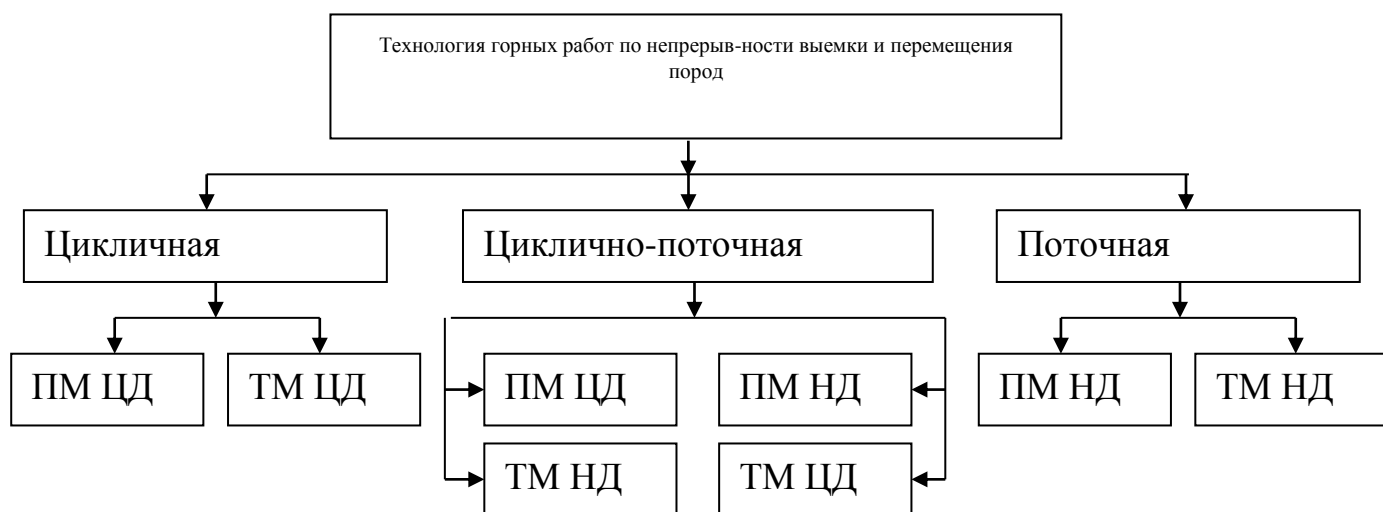 Технология горных работ по непрерыв-ности выемки и перемещения
пород
Цикличная
Циклично-поточная
Поточная
ПМ ЦД
ТМ ЦД
ПМ ЦД
ПМ НД
ПМ НД
ТМ НД
ТМ НД
ТМ ЦД